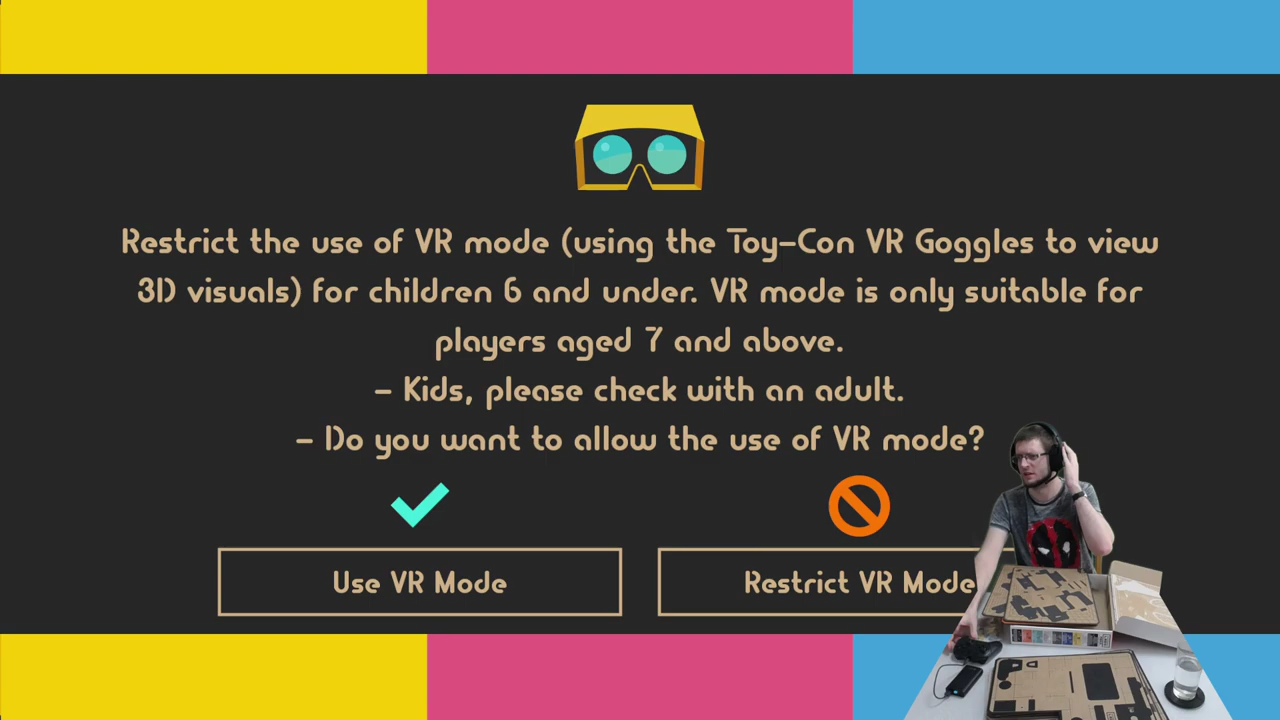 Restrict the use of VR mode (using the Toy-Con VR Goggles to view
3D visuals) for children 6 and under. VR mode is only suitable for
players aged 7 and above.
- Kids, please check with an adult.
- Do you want to allow the use of VR mode?
Use VR Mode
Restrict VR Mode